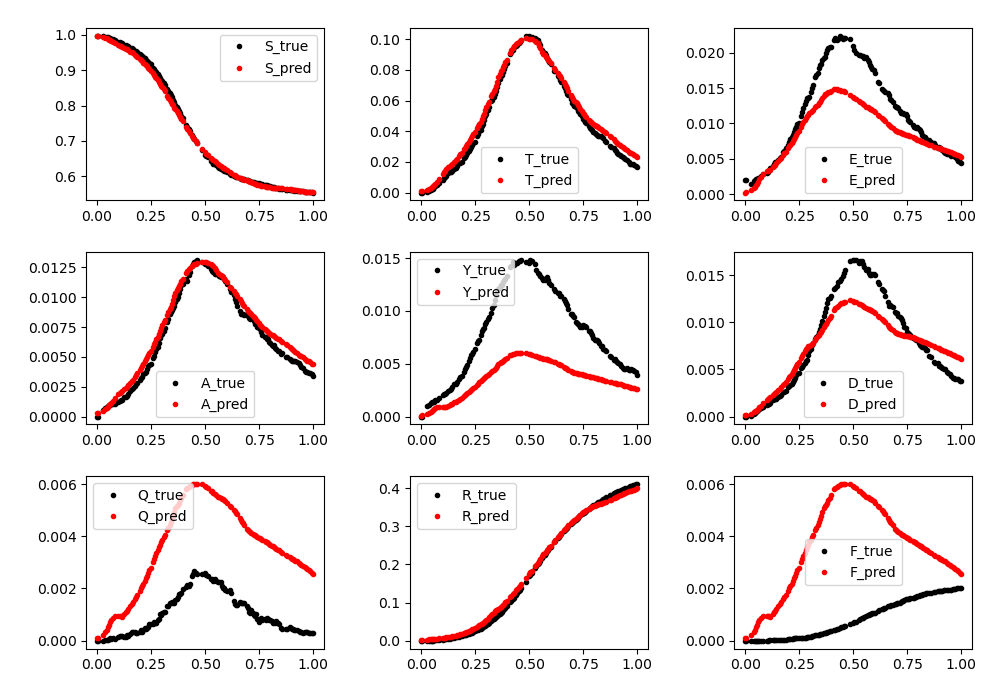 1.0
0.9
0.8
0.7
0.6
S_true
S_pred
0.00 0.25 0.50 0.75 1.00
0.10
0.08
0.06
0.04
0.02
0.00
T_true
T_pred
0.00 0.25 0.50 0.75 1.00
0.020
0.015
0.010
0.005
0.000
E_true
E_pred
0.00 0.25 0.50 0.75 1.00
0.0125
0.0100
0.0075
0.0050
0.0025
0.0000
A_true
A_pred
0.00 0.25 0.50 0.75 1.00
0.015
0.010
0.005
0.000
Y_true
Y_pred
0.00 0.25 0.50 0.75 1.00
0.015
0.010
0.005
0.000
D_true
D_pred
0.00 0.25 0.50 0.75 1.00
0.006
0.004
0.002
0.000
Q_true
Q_pred
0.00 0.25 0.50 0.75 1.00
0.4
0.3
0.2
0.1
0.0
R_true
R_pred
0.00 0.25 0.50 0.75 1.00
0.006
0.004
0.002
0.000
F_true
F_pred
0.00 0.25 0.50 0.75 1.00